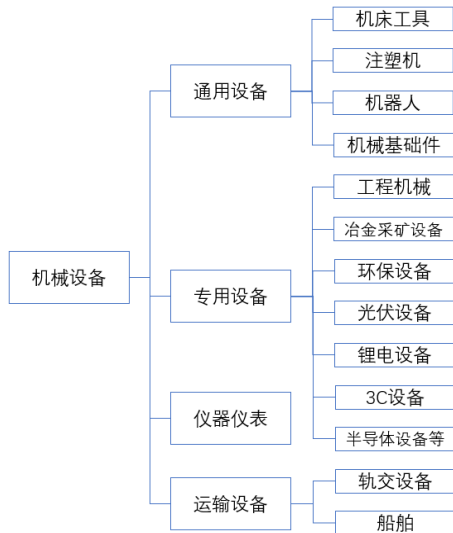 机械设备
通用设备
机床工具
注塑机
机器人
机械基础件
专用设备
工程机械
冶金采矿设备
环保设备
光伏设备
锂电设备
3C设备
半导体设备等
仪器仪表
运输设备
轨交设备
船舶